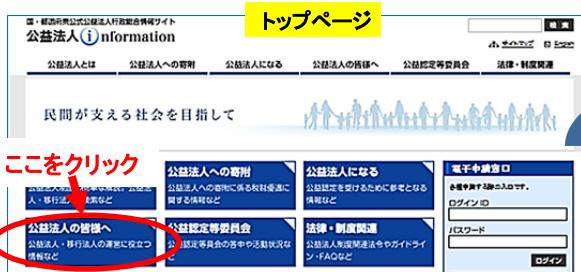 トップページ
国・都道府県公式公益法人行政総合情報サイト
公益法人information
検 索
サイトマップ
English
公益法人とは 公益法人への寄附 公益法人になる 公益法人の皆様へ 公益認定等委員会 法律・制度関連
民間が支える社会を目指して
ここをクリック
公益法人への寄附
公益法人への寄附に係る税制優遇に
関する情報など
公益法人になる
公益認定を受けるために参考となる
情報など
人・移行法人の検索など
公益法人の皆様へ
公益法人・移行法人の運営に役立つ
情報など
公益認定等委員会
公益認定等委員会の答申や活動状況な
ど
法律・制度関連
公益法人制度関連法令やガイドライ
ン・FAQなど
電子申請窓口
各種申請する際の入口です。
ログインID
パスワード
ログイン